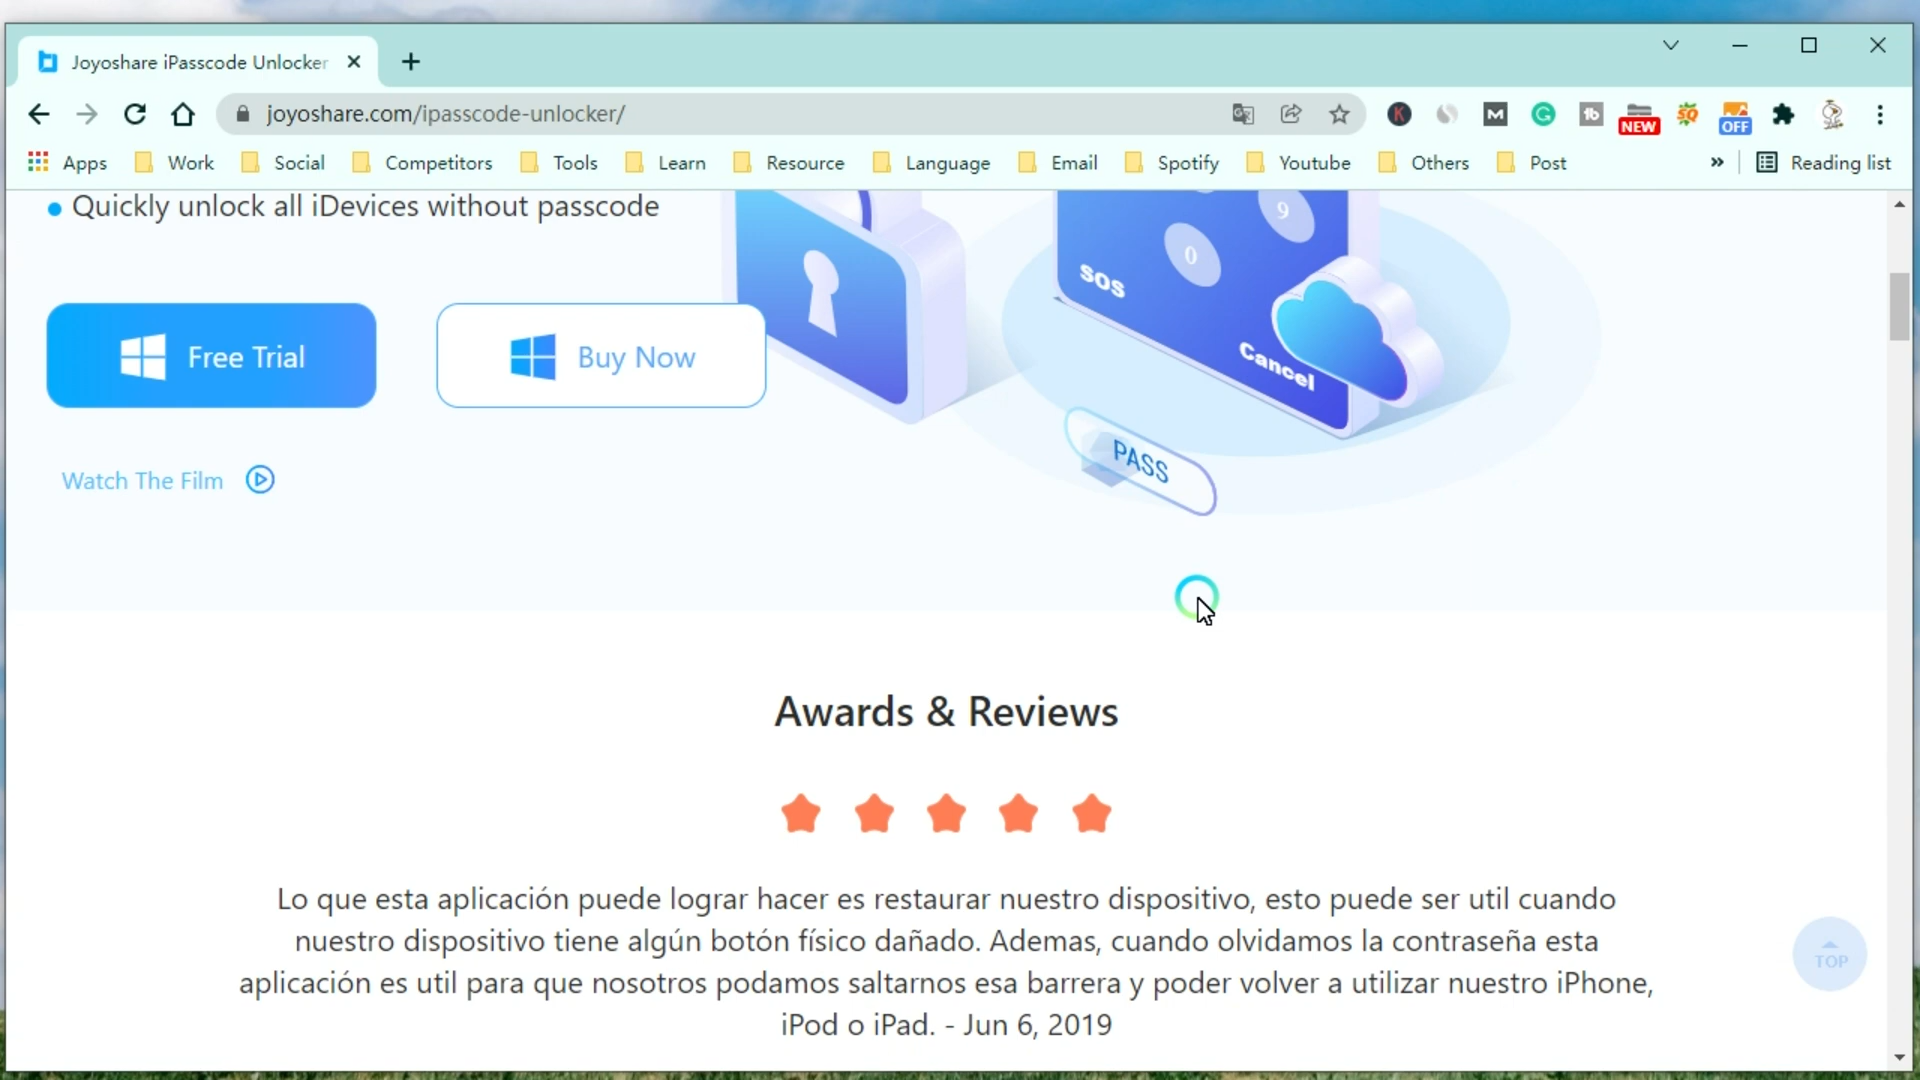 Joyoshare iPasscode Unlocker
joyoshare.com/ipasscode-unlocker/
NEW
OFF
Apps
Work
Social
Competitors
Tools
Learn
Resource
Language
Email
Spotify
Youtube
Others
Post
Reading list
Quickly unlock all iDevices without passcode
9
0
SOS
Cancel
PASS
Free Trial
Buy Now
Watch The Film
Awards & Reviews
Lo que esta aplicación puede lograr hacer es restaurar nuestro dispositivo, esto puede ser util cuando
nuestro dispositivo tiene algún botón físico dañado. Ademas, cuando olvidamos la contraseña esta
aplicación es util para que nosotros podamos saltarnos esa barrera y poder volver a utilizar nuestro iPhone,
iPod o iPad. - Jun 6, 2019
TOP